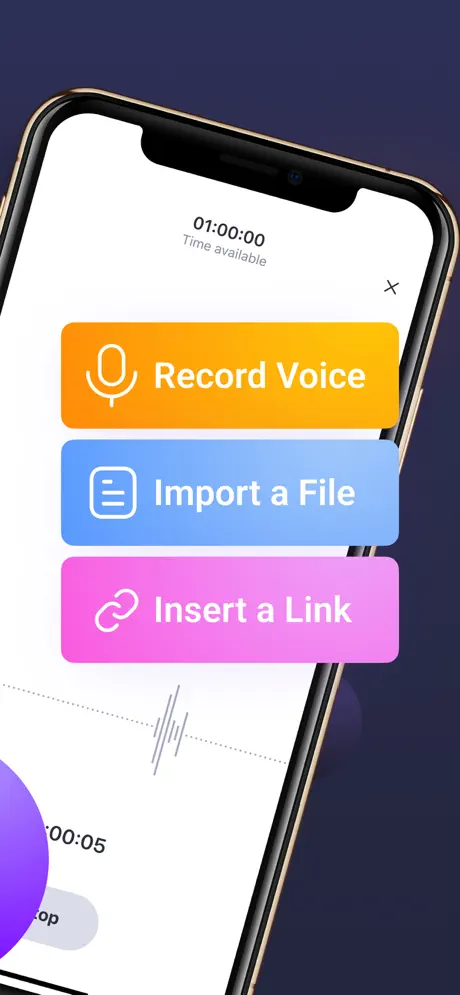 01:00:00
Time available
Record Voice
Import a File
Insert a Link
:00:05